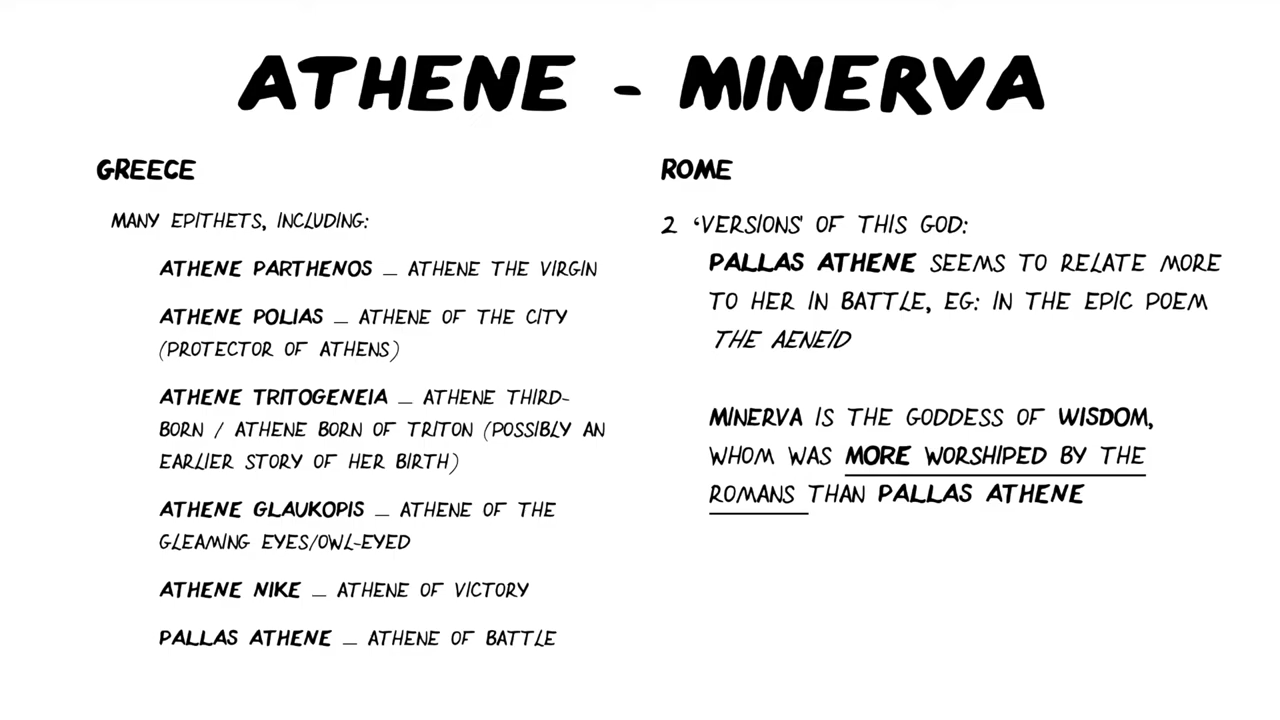 ATHENE - MINERVA
GREECE
MANY EPITHETS, INCLUDING:
ATHENE PARTHENOS _ ATHENE THE VIRGIN
ATHENE POLIAS _ ATHENE OF THE CITY
(PROTECTOR OF ATHENS)
ATHENE TRITOGENEIA _ ATHENE THIRD-
BORN / ATHENE BORN OF TRITON (POSSIBLY AN
EARLIER STORY OF HER BIRTH)
ATHENE GLAUKOPIS _ ATHENE OF THE
GLEAMING EYES/OWL-EYED
ATHENE NIKE _ ATHENE OF VICTORY
PALLAS ATHENE _ ATHENE OF BATTLE
ROME
2 ‘VERSIONS' OF THIS GOD:
PALLAS ATHENE SEEMS TO RELATE MORE
TO HER IN BATTLE, EG: IN THE EPIC POEM
THE AENEID
MINERVA IS THE GODDESS OF WISDOM,
WHOM WAS MORE WORSHIPED BY THE
ROMANS THAN PALLAS ATHENE